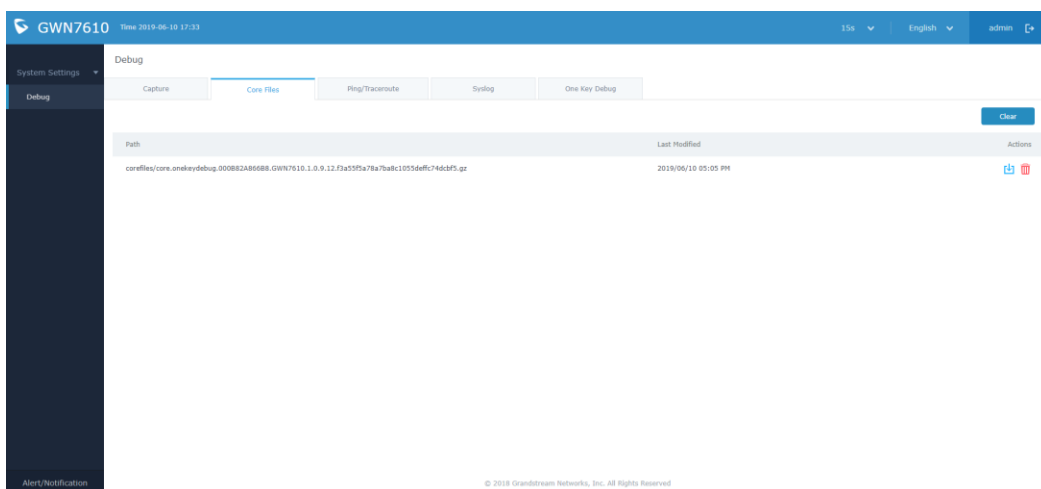 GWN7610 Time 2019-06-10 17:33 15s English admin
Debug
System Settings
Capture Core Files Ping/Traceroute Syslog One Key Debug
Debug
Clear
Path Last Modified Actions
corefiles/core.onekeydebug.000B82A866B8.GWN7610.1.0.9.12.f3a55f5a78a7ba8c1055deffc74dcbf5.gz 2019/06/10 05:05 PM
Alert/Notification © 2018 Grandstream Networks, Inc. All Rights Reserved